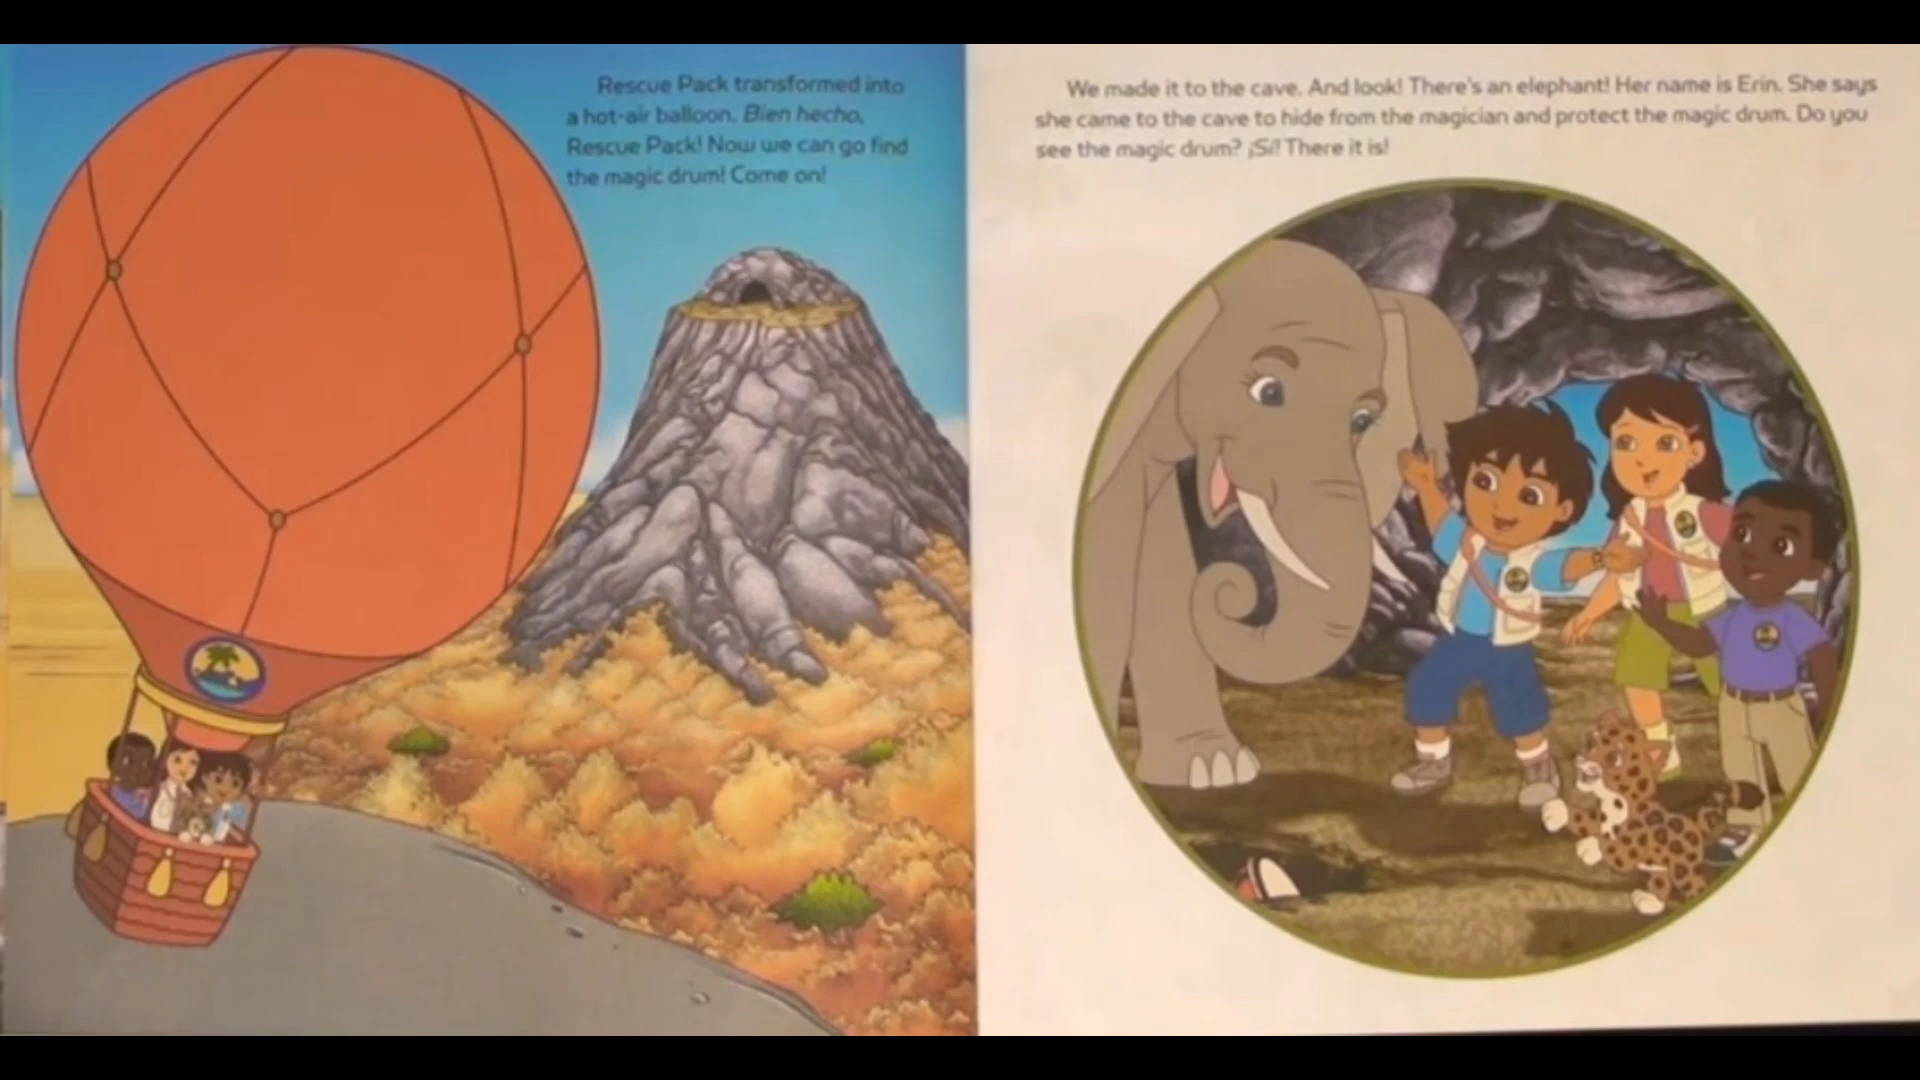 Rescue Pack transformed into
a hot-air balloon. Bien hecho,
Rescue Pack! Now we can go find
the magic drum! Come on!
We made it to the cave. And look! There's an elephant! Her name is Erin. She says
she came to the cave to hide from the magician and protect the magic drum. Do you
see the magic drum? ¡Sí! There it is!